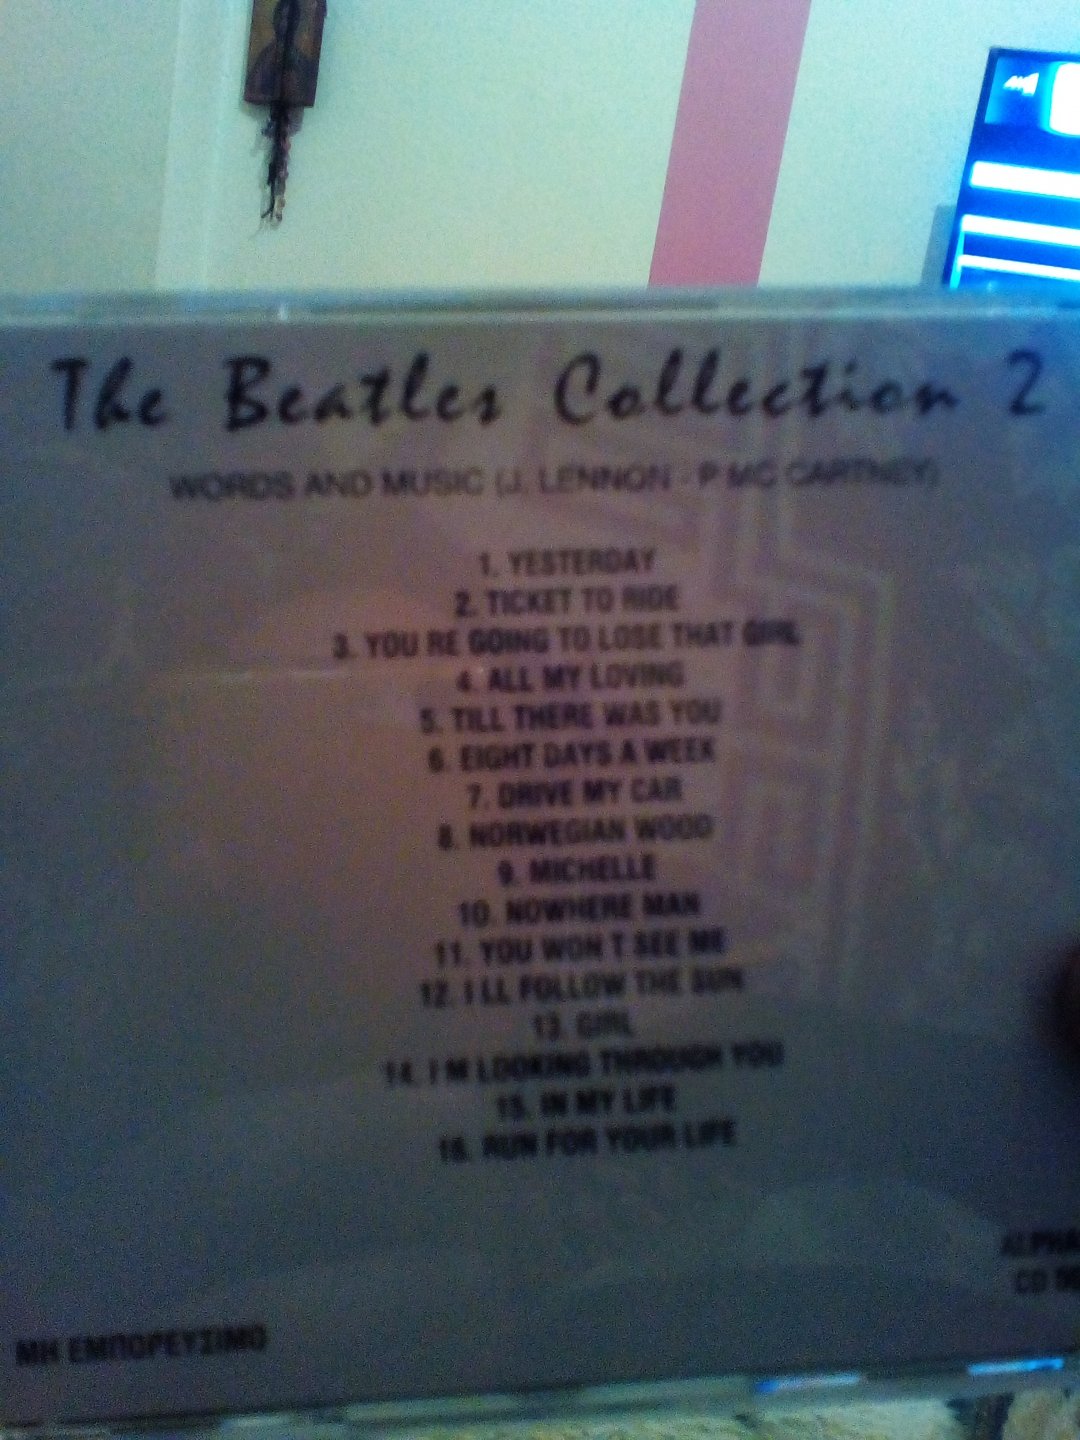 The Beatles Collection 2
WORDS AND MUSIC (J. LENNON - P MC CARTNEY)
1. YESTERDAY
2. TICKET TO RIDE
3. YOU RE GOING TO LOSE THAT GIRL
4. ALL MY LOVING
5. TILL THERE WAS YOU
6. EIGHT DAYS A WEEK
7. DRIVE MY CAR
8. NORWEGIAN WOOD
9. MICHELLE
10. NOWHERE MAN
11. YOU WON T SEE ME
12. I LL FOLLOW THE SUN
13. GIRL
14. I M LOOKING THROUGH YOU
15. IN MY LIFE
16. RUN FOR YOUR LIFE
ALPHA
CD
ΜΗ ΕΜΠΟΡΕΥΣΙΜΟ